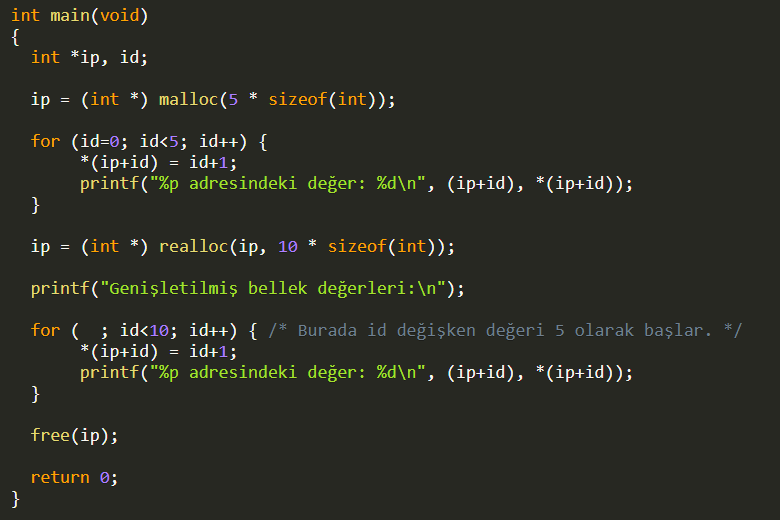 int main(void)
{
  int *ip, id;

  ip = (int *) malloc(5 * sizeof(int));

  for (id=0; id<5; id++) {
       *(ip+id) = id+1;
       printf("%p adresindeki değer: %d\n", (ip+id), *(ip+id));
  }

  ip = (int *) realloc(ip, 10 * sizeof(int));

  printf("Genişletilmiş bellek değerleri:\n");

  for (  ; id<10; id++) { /* Burada id değişken değeri 5 olarak başlar. */
       *(ip+id) = id+1;
       printf("%p adresindeki değer: %d\n", (ip+id), *(ip+id));
  }

  free(ip);

  return 0;
}